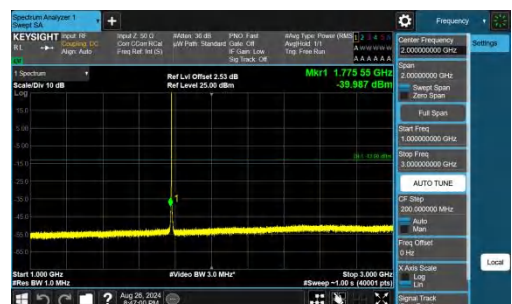 Spectrum Analyzer 1
Swept SA
Frequency
KEYSIGHT Input: RF Input Z: 50 Ω #Atten: 36 dB PNO: Fast #Avg Type: Power (RMS) 1 2 3 4 5 6
RL Coupling: DC Corr CCorr RCal µW Path: Standard Gate: Off Avg|Hold: 1/1 A W W W W W
Align: Auto Freq Ref: Int (S) IF Gain: Low Trig: Free Run A A A A A A
Sig Track: Off
1 Spectrum
Scale/Div 10 dB
Log
Ref Lvl Offset 2.53 dB
Ref Level 25.00 dBm
Mkr1 1.775 55 GHz
-39.987 dBm
15.0
5.00
-5.00
-15.0
-25.0
-35.0
-45.0
-55.0
-65.0
1
Start 1.000 GHz
#Res BW 1.0 MHz
#Video BW 3.0 MHz*
Stop 3.000 GHz
#Sweep ~1.00 s (40001 pts)
Center Frequency
2.000000000 GHz
Settings
Span
2.00000000 GHz
Swept Span
Zero Span
Full Span
Start Freq
1.000000000 GHz
Stop Freq
3.000000000 GHz
AUTO TUNE
CF Step
200.000000 MHz
Auto
Man
Freq Offset
0 Hz
X Axis Scale
Log
Lin
Signal Track
Local
Aug 26, 2024